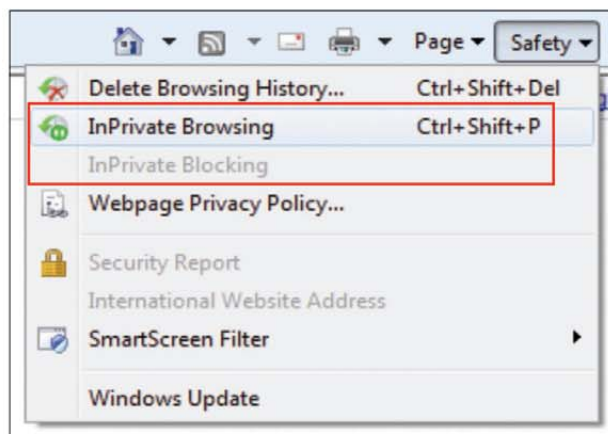 Page Safety
Delete Browsing History... Ctrl+Shift+Del
InPrivate Browsing Ctrl+Shift+P
InPrivate Blocking
Webpage Privacy Policy...
Security Report
International Website Address
SmartScreen Filter
Windows Update